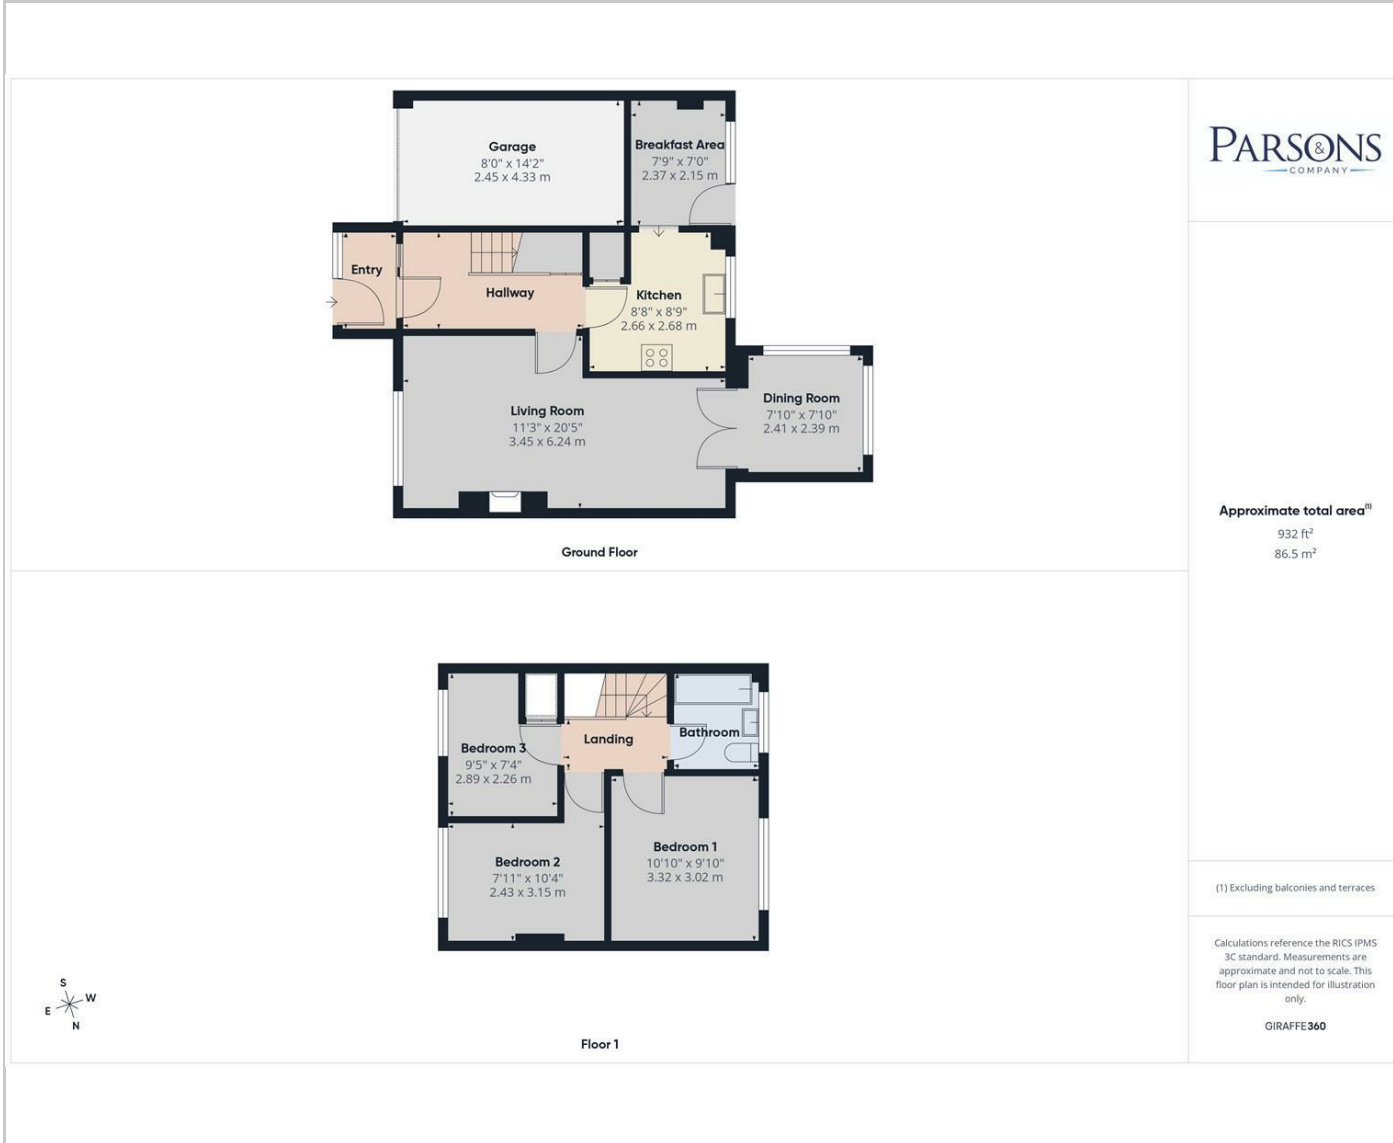 Garage
8'0" x 14'2"
2.45 x 4.33 m
Breakfast Area
7'9" x 7'0"
2.37 x 2.15 m
Entry
Hallway
Kitchen
8'8" x 8'9"
2.66 x 2.68 m
Living Room
11'3" x 20'5"
3.45 x 6.24 m
Dining Room
7'10" x 7'10"
2.41 x 2.39 m
Ground Floor
Bedroom 3
9'5" x 7'4"
2.89 x 2.26 m
Landing
Bathroom
Bedroom 2
7'11" x 10'4"
2.43 x 3.15 m
Bedroom 1
10'10" x 9'10"
3.32 x 3.02 m
S
W
E
N
Floor 1
PARSONS
&
COMPANY
Approximate total area(1)
932 ft²
86.5 m²
(1) Excluding balconies and terraces
Calculations reference the RICS IPMS
3C standard. Measurements are
approximate and not to scale. This
floor plan is intended for illustration
only.
GIRAFFE360